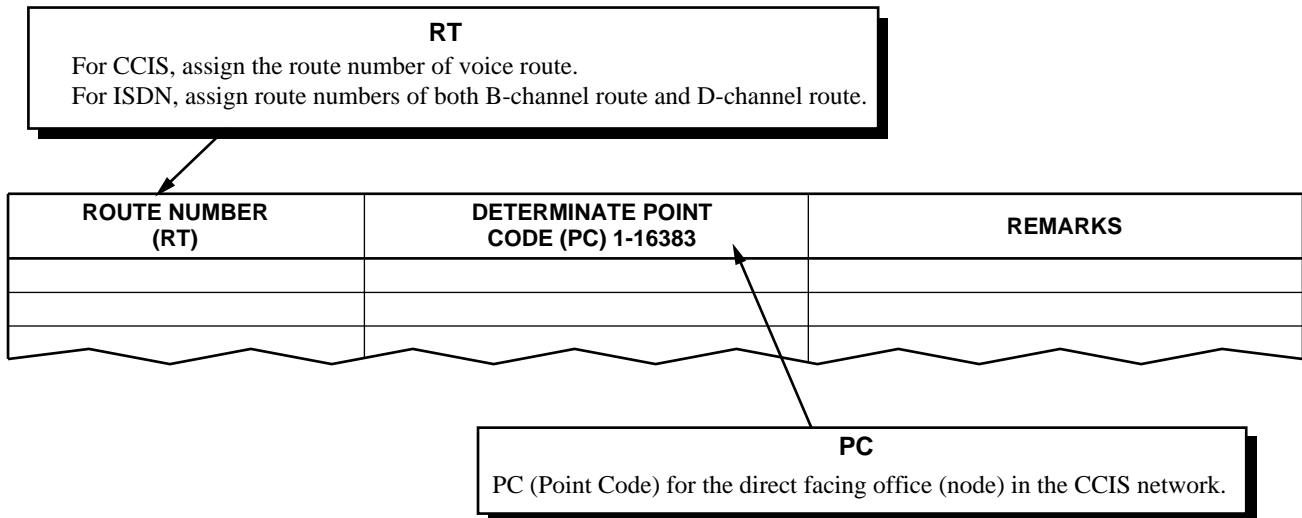 RT
For CCIS, assign the route number of voice route.
For ISDN, assign route numbers of both B-channel route and D-channel route.
ROUTE NUMBER
(RT)
DETERMINATE POINT
CODE (PC) 1-16383
REMARKS
PC
PC (Point Code) for the direct facing office (node) in the CCIS network.